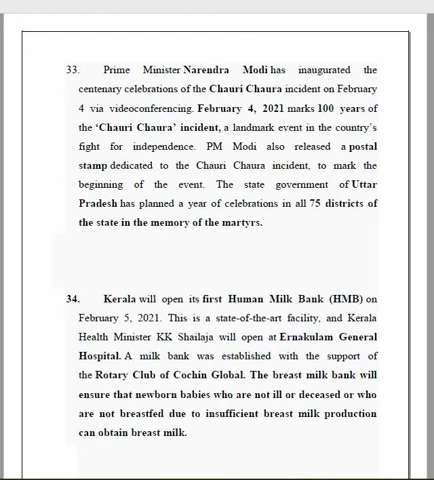 33. Prime Minister Narendra Modi has inaugurated the
centenary celebrations of the Chauri Chaura incident on February
4 via videoconferencing. February 4, 2021 marks 100 years of
the ‘Chauri Chaura’ incident, a landmark event in the country’s
fight for independence. PM Modi also released a postal
stamp dedicated to the Chauri Chaura incident, to mark the
beginning of the event. The state government of Uttar
Pradesh has planned a year of celebrations in all 75 districts of
the state in the memory of the martyrs.
34. Kerala will open its first Human Milk Bank (HMB) on
February 5, 2021. This is a state-of-the-art facility, and Kerala
Health Minister KK Shailaja will open at Ernakulam General
Hospital. A milk bank was established with the support of
the Rotary Club of Cochin Global. The breast milk bank will
ensure that newborn babies who are not ill or deceased or who
are not breastfed due to insufficient breast milk production
can obtain breast milk.